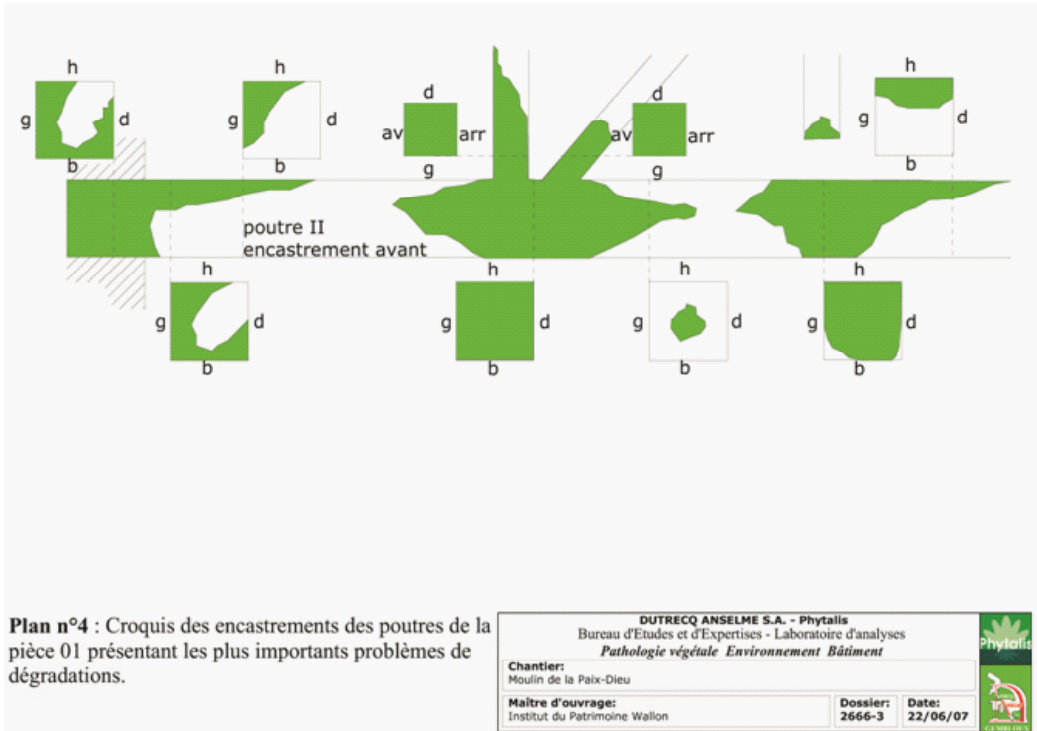 h
h
d
d
h
g
d
g
d
av
arr
av
arr
g
d
b
b
g
g
b
poutre II
encastrement avant
h
h
h
h
g
d
g
d
g
d
g
d
b
b
b
b
Plan n°4 : Croquis des encastrements des poutres de la
pièce 01 présentant les plus importants problèmes de
dégradations.
DUTRECQ ANSELME S.A. - Phytalis
Bureau d'Etudes et d'Expertises - Laboratoire d'analyses
Pathologie végétale Environnement Bâtiment
Chantier:
Moulin de la Paix-Dieu
Maître d'ouvrage:
Institut du Patrimoine Wallon
Dossier:
2666-3
Date:
22/06/07
Phytalis
GEMBLOUX